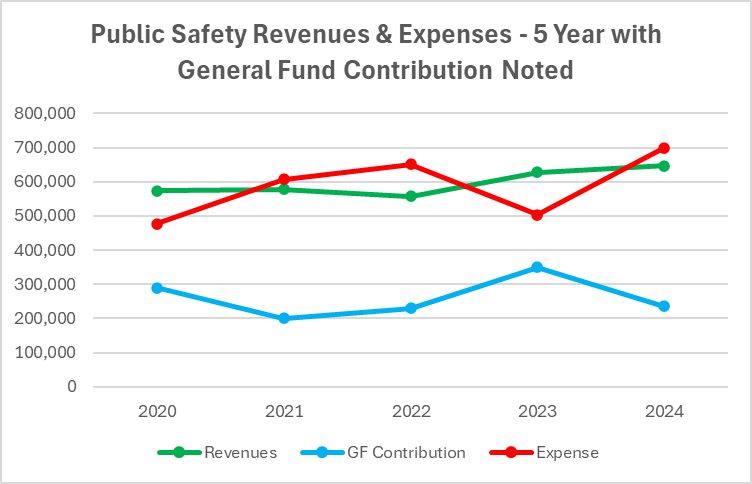 Public Safety Revenues & Expenses - 5 Year with
General Fund Contribution Noted
800,000
700,000
600,000
500,000
400,000
300,000
200,000
100,000
0
2020 2021 2022 2023 2024
Revenues GF Contribution Expense